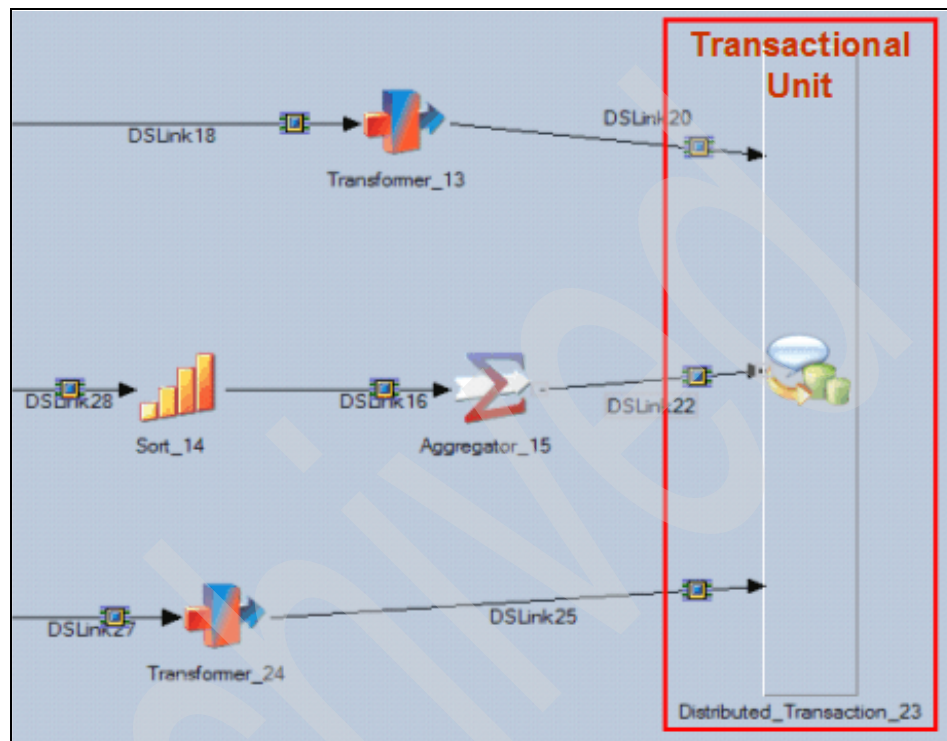 Transactional
Unit
DSLink18
DSLink20
Transformer_13
DSLink28
DSLink16
DSLink22
Sort_14
Aggregator_15
DSLink27
DSLink25
Transformer_24
Distributed_Transaction_23